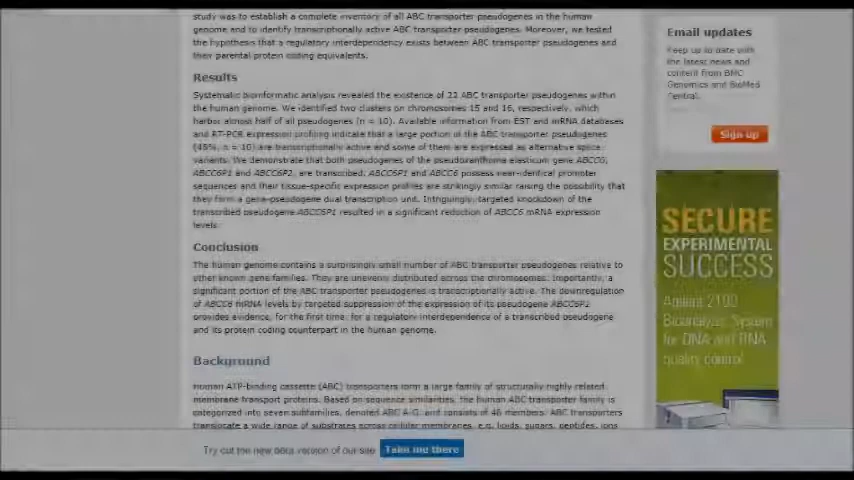 study was to establish a complete inventory of all ABC transporter pseudogenes in the human
genome and to identify transcriptionally active ABC transporter pseudogenes. Moreover, we tested
the hypothesis that a regulatory interdependency exists between ABC transporter pseudogenes and
their parental protein coding equivalents.
Results
Systematic bioinformatic analysis revealed the existence of 22 ABC transporter pseudogenes within
the human genome. We identified two clusters on chromosomes 15 and 16, respectively, which
harbor almost half of all pseudogenes (n = 10). Available information from EST and mRNA databases
and RT-PCR expression profiling indicate that a large portion of the ABC transporter pseudogenes
(45%, n = 10) are transcriptionally active and some of them are expressed as alternative splice
variants. We demonstrate that both pseudogenes of the pseudoxanthoma elasticum gene ABCC6,
ABCC6P1 and ABCC6P2, are transcribed. ABCC6P1 and ABCC6 possess near-identical promoter
sequences and their tissue-specific expression profiles are strikingly similar raising the possibility that
they form a gene-pseudogene dual transcription unit. Intriguingly, targeted knockdown of the
transcribed pseudogene ABCC6P1 resulted in a significant reduction of ABCC6 mRNA expression
levels.
Conclusion
The human genome contains a surprisingly small number of ABC transporter pseudogenes relative to
other known gene families. They are unevenly distributed across the chromosomes. Importantly, a
significant portion of the ABC transporter pseudogenes is transcriptionally active. The downregulation
of ABCC6 mRNA levels by targeted suppression of the expression of its pseudogene ABCC6P1
provides evidence, for the first time, for a regulatory interdependence of a transcribed pseudogene
and its protein coding counterpart in the human genome.
Background
Human ATP-binding cassette (ABC) transporters form a large family of structurally highly related
membrane transport proteins. Based on sequence similarities, the human ABC transporter family is
categorized into seven subfamilies, denoted ABC A-G, and consists of 48 members. ABC transporters
translocate a wide range of substrates across cellular membranes, e.g. lipids, sugars, peptides, ions
Email updates
Keep up to date with
the latest news and
content from BMC
Genomics and BioMed
Central.
Sign up
SECURE
EXPERIMENTAL
SUCCESS
Agilent 2100
Bioanalyzer System
for DNA and RNA
quality control
Try out the new beta version of our site
Take me there